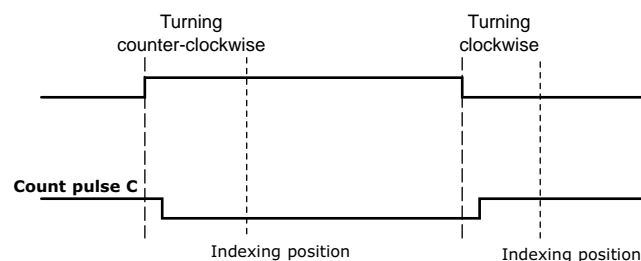 Turning
counter-clockwise
Turning
clockwise
Count pulse C
Indexing position
Indexing position